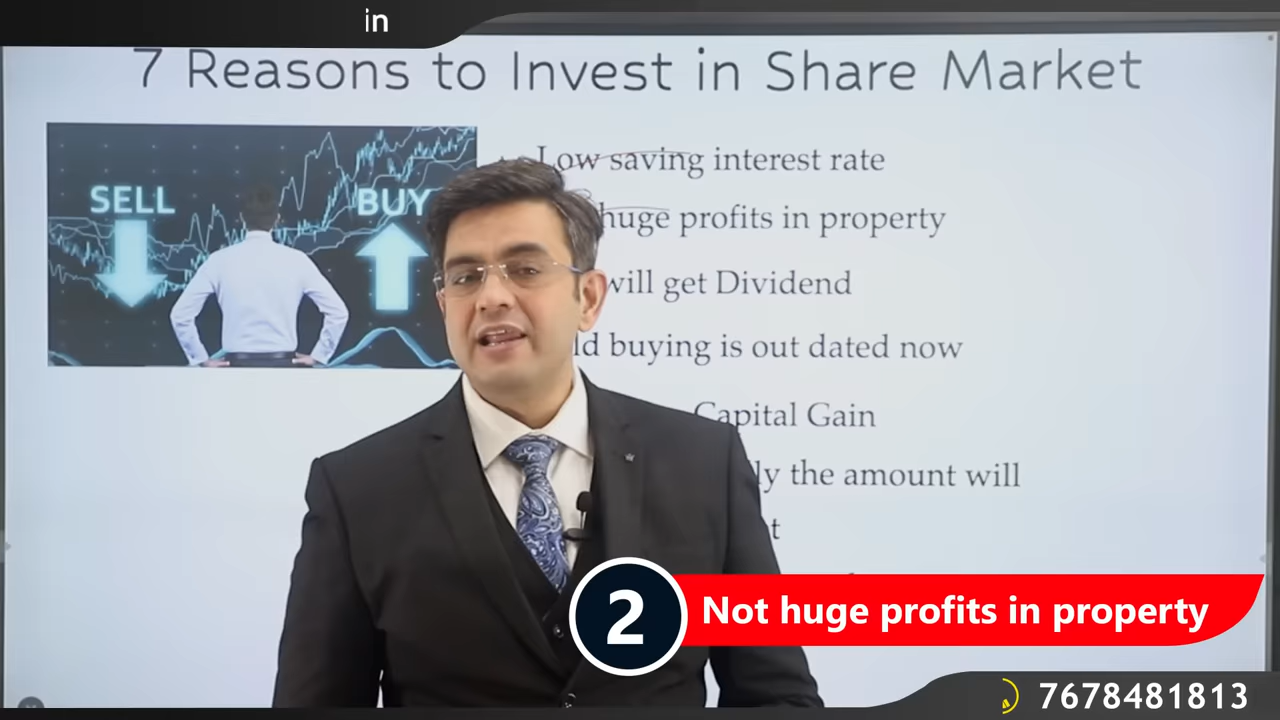 in
7 Reasons to Invest in Share Market
SELL
BUY
Low saving interest rate
huge profits in property
will get Dividend
buying is out dated now
Capital Gain
the amount will
2
Not huge profits in property
7678481813